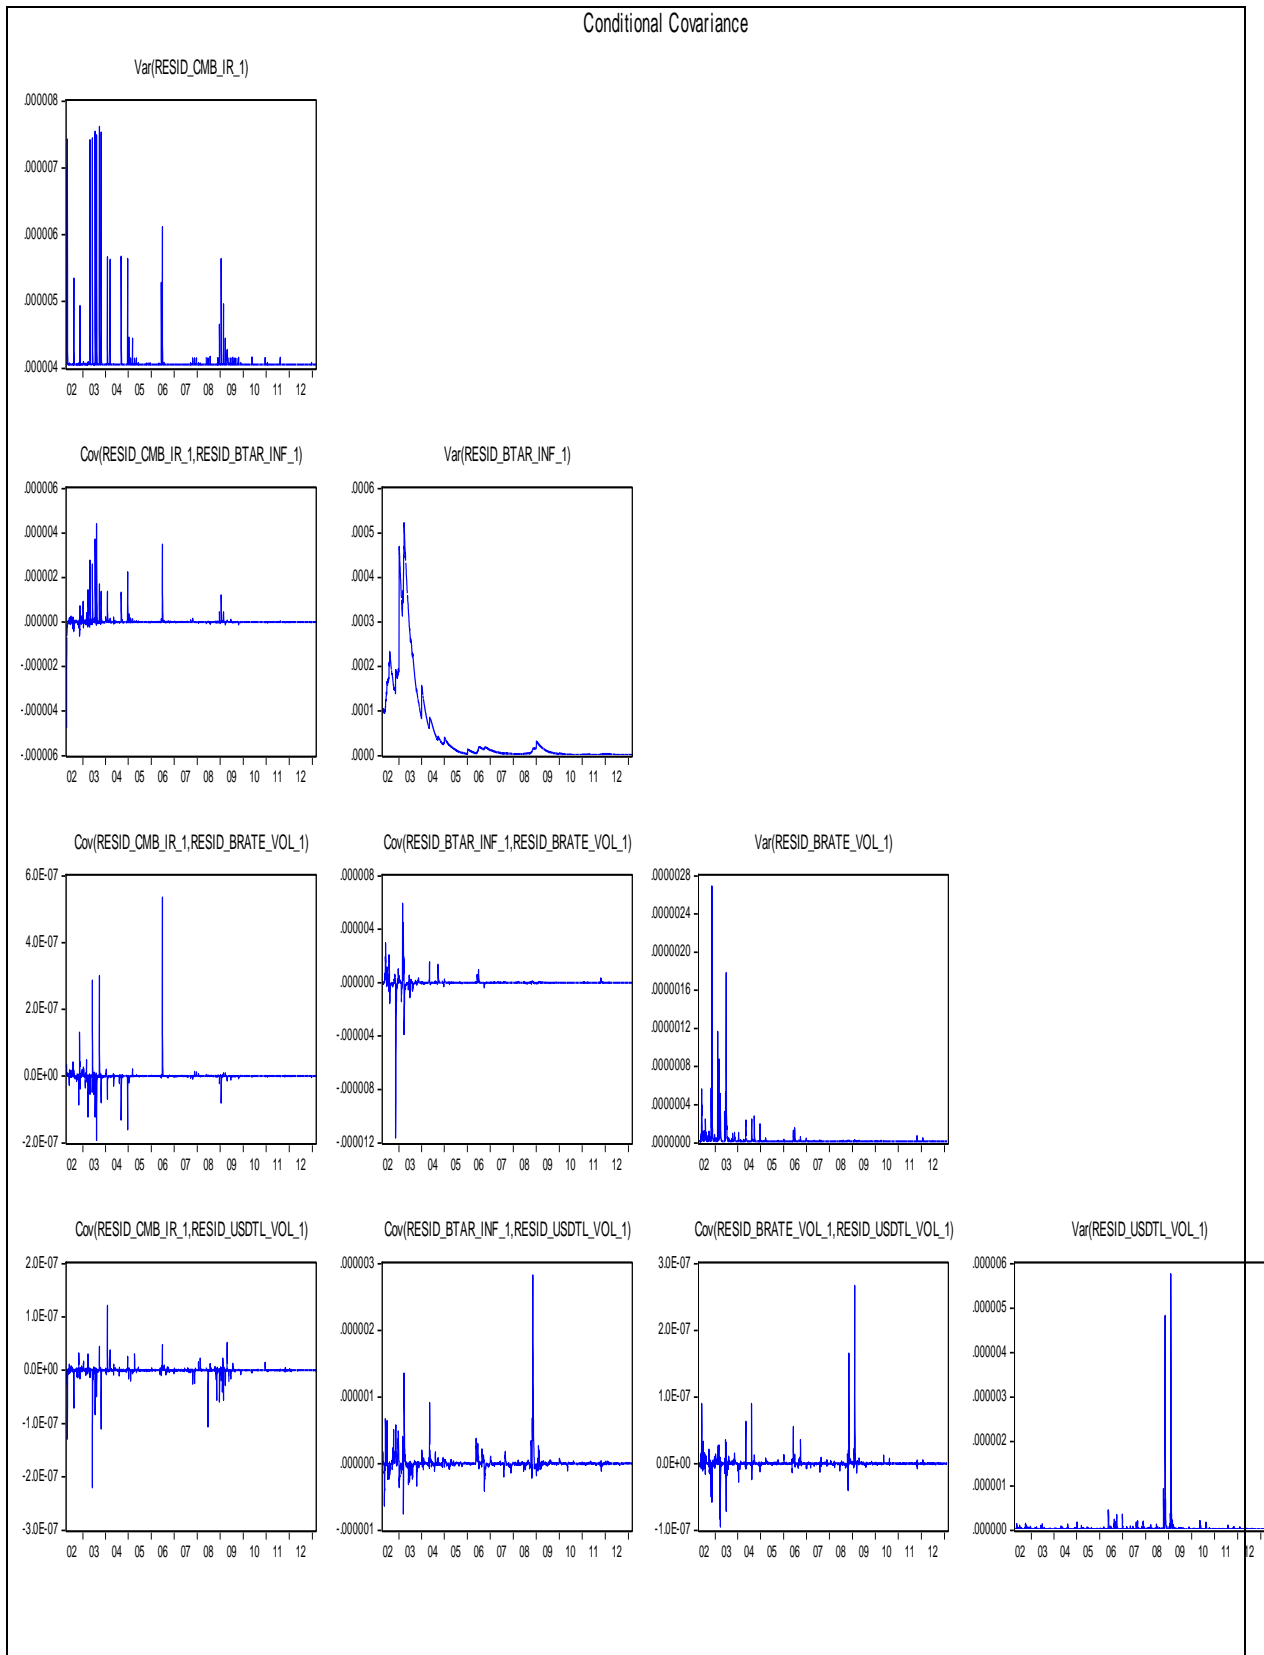 Conditional Covariance
Var(RESID_CMB_IR_1)
.000008
.000007
.000006
.000005
.000004
02 03 04 05 06 07 08 09 10 11 12
Cov(RESID_CMB_IR_1,RESID_BTAR_INF_1)
.000006
.000004
.000002
.000000
-.000002
-.000004
-.000006
02 03 04 05 06 07 08 09 10 11 12
Var(RESID_BTAR_INF_1)
.0006
.0005
.0004
.0003
.0002
.0001
.0000
02 03 04 05 06 07 08 09 10 11 12
Cov(RESID_CMB_IR_1,RESID_BRATE_VOL_1)
6.0E-07
4.0E-07
2.0E-07
0.0E+00
-2.0E-07
02 03 04 05 06 07 08 09 10 11 12
Cov(RESID_BTAR_INF_1,RESID_BRATE_VOL_1)
.000008
.000004
.000000
-.000004
-.000008
-.000012
02 03 04 05 06 07 08 09 10 11 12
Var(RESID_BRATE_VOL_1)
.0000028
.0000024
.0000020
.0000016
.0000012
.0000008
.0000004
.0000000
02 03 04 05 06 07 08 09 10 11 12
Cov(RESID_CMB_IR_1,RESID_USDTL_VOL_1)
2.0E-07
1.0E-07
0.0E+00
-1.0E-07
-2.0E-07
-3.0E-07
02 03 04 05 06 07 08 09 10 11 12
Cov(RESID_BTAR_INF_1,RESID_USDTL_VOL_1)
.000003
.000002
.000001
.000000
-.000001
02 03 04 05 06 07 08 09 10 11 12
Cov(RESID_BRATE_VOL_1,RESID_USDTL_VOL_1)
3.0E-07
2.0E-07
1.0E-07
0.0E+00
-1.0E-07
02 03 04 05 06 07 08 09 10 11 12
Var(RESID_USDTL_VOL_1)
.000006
.000005
.000004
.000003
.000002
.000001
.000000
02 03 04 05 06 07 08 09 10 11 12